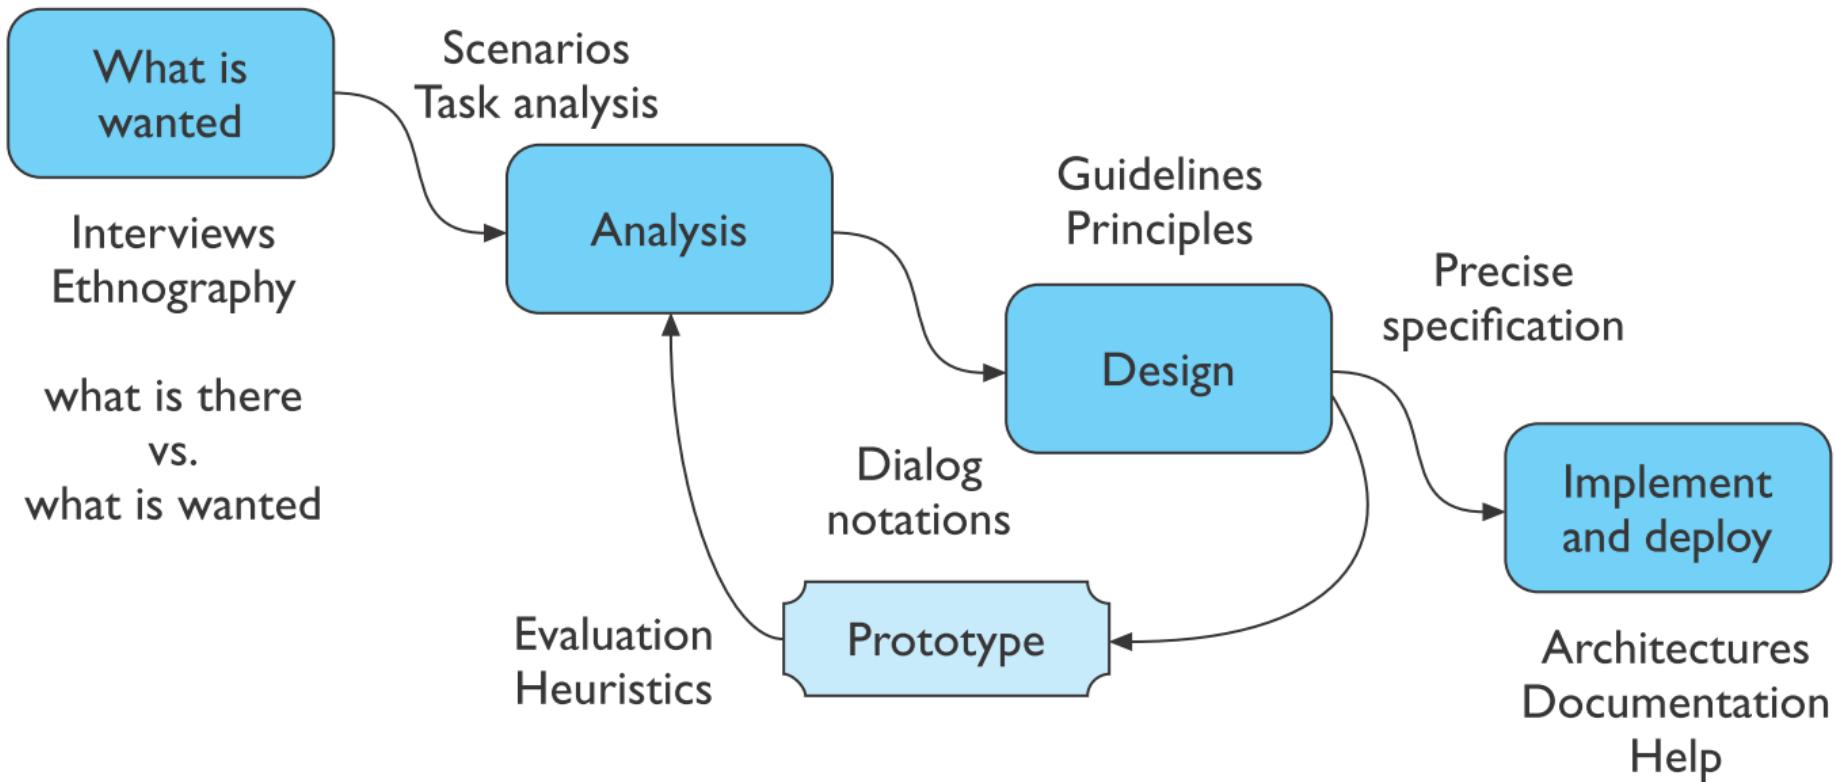 What is
wanted
Interviews
Ethnography
what is there
vs.
what is wanted
Scenarios
Task analysis
Analysis
Guidelines
Principles
Design
Precise
specification
Dialog
notations
Prototype
Evaluation
Heuristics
Implement
and deploy
Architectures
Documentation
Help